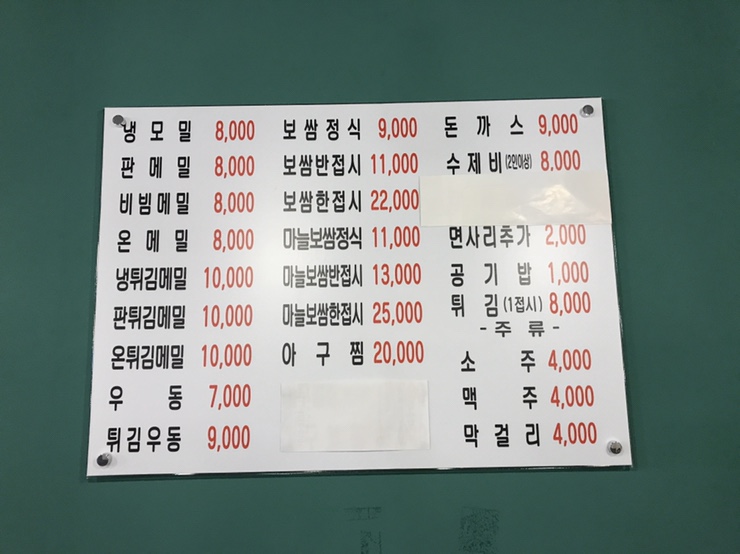 냉모밀 8,000
판메밀 8,000
비빔메밀 8,000
온메밀 8,000
냉튀김메밀 10,000
판튀김메밀 10,000
온튀김메밀 10,000
우동 7,000
튀김우동 9,000
보쌈정식 9,000
보쌈반접시 11,000
보쌈한접시 22,000
마늘보쌈정식 11,000
마늘보쌈반접시 13,000
마늘보쌈한접시 25,000
아구찜 20,000
돈까스 9,000
수제비(2인이상) 8,000
면사리추가 2,000
공기밥 1,000
튀김(1접시) 8,000
- 주류 -
소주 4,000
맥주 4,000
막걸리 4,000